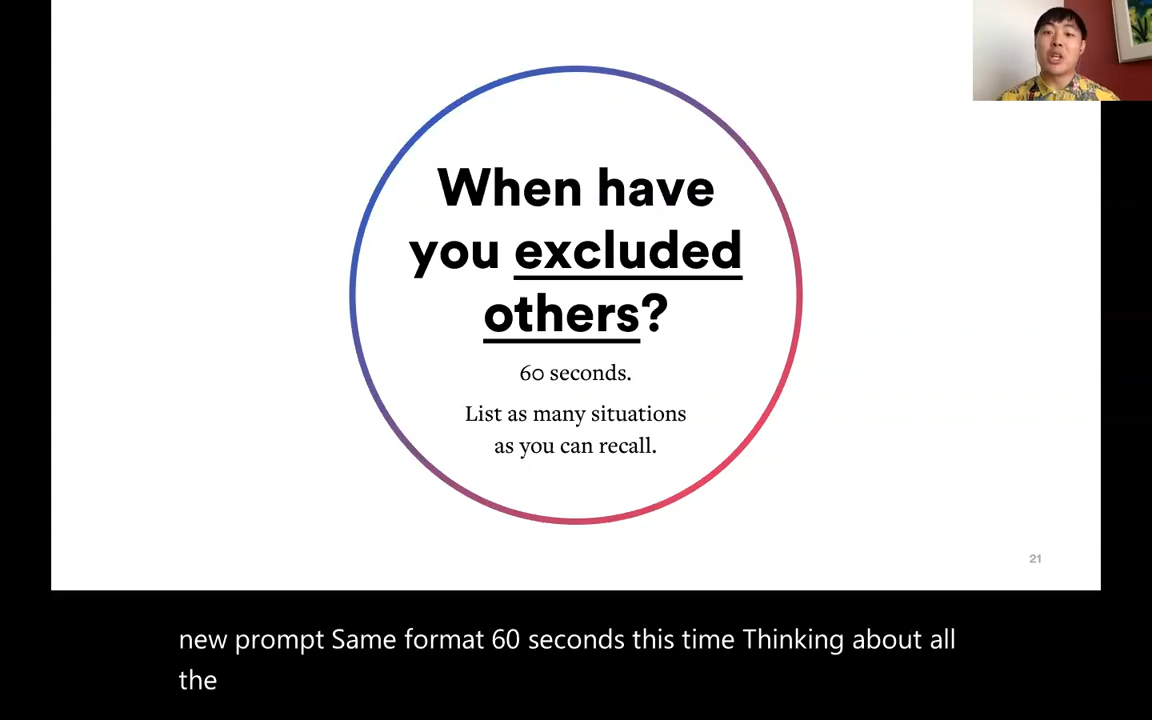 When have
you excluded
others?
60 seconds.
List as many situations
as you can recall.
21
new prompt Same format 60 seconds this time Thinking about all
the